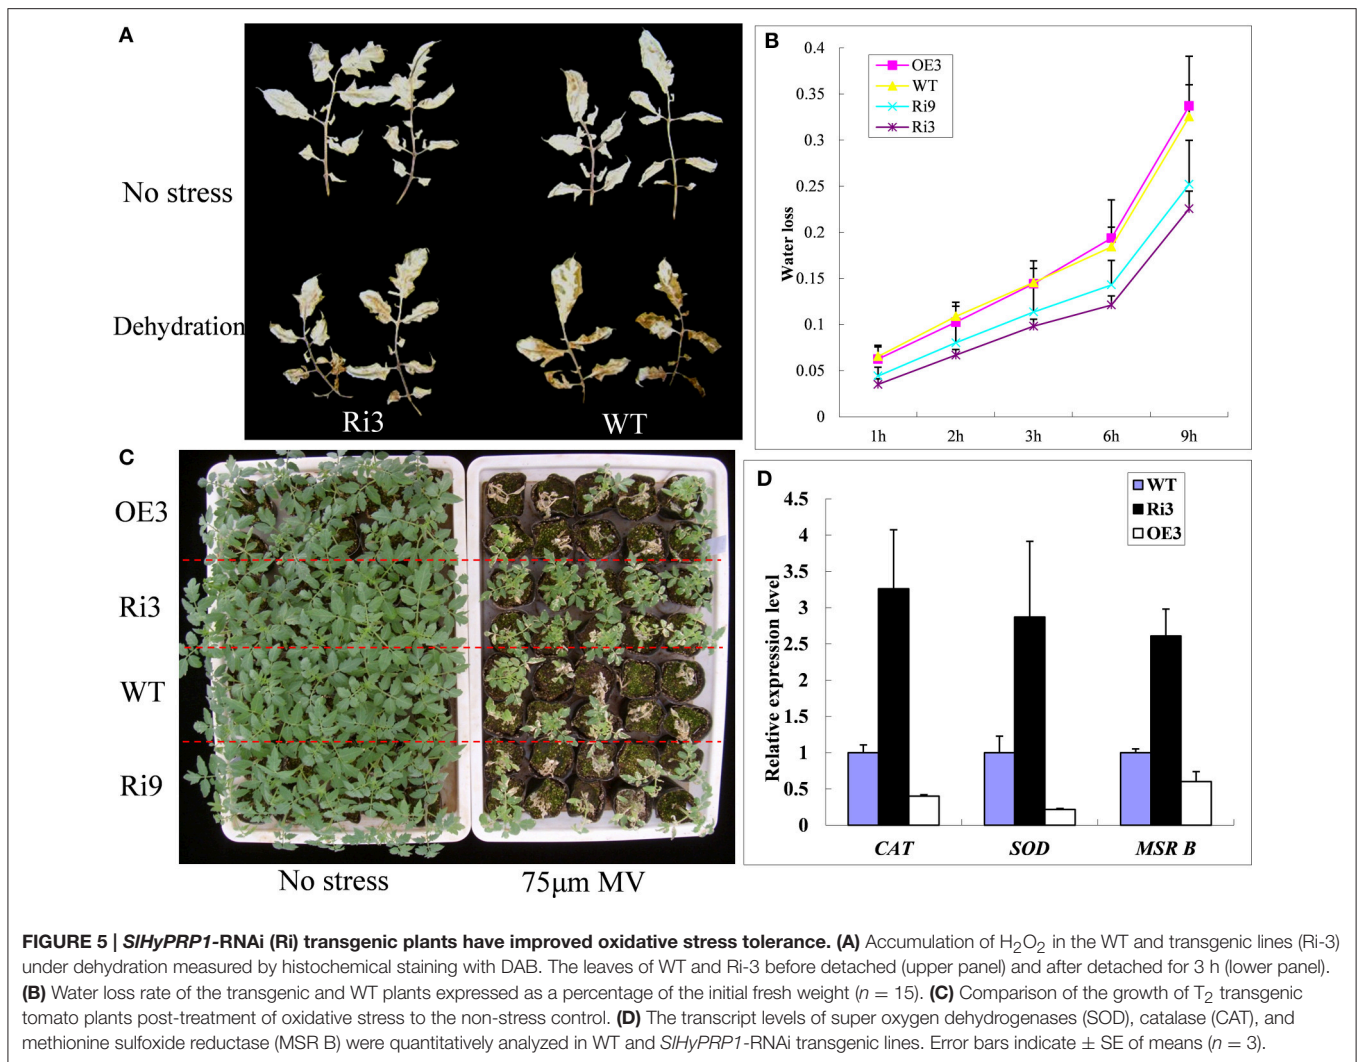 A
No stress
Dehydration
Ri3
WT
B
0.4
0.35
0.3
0.25
0.2
0.15
0.1
0.05
0
Water loss
OE3
WT
Ri9
Ri3
1h
2h
3h
6h
9h
C
OE3
Ri3
WT
Ri9
No stress
75μm MV
D
4.5
4
3.5
3
2.5
2
1.5
1
0.5
0
Relative expression level
WT
Ri3
OE3
CAT
SOD
MSR B
FIGURE 5 | SlHyPRP1-RNAi (Ri) transgenic plants have improved oxidative stress tolerance. (A) Accumulation of H₂O₂ in the WT and transgenic lines (Ri-3)
under dehydration measured by histochemical staining with DAB. The leaves of WT and Ri-3 before detached (upper panel) and after detached for 3 h (lower panel).
(B) Water loss rate of the transgenic and WT plants expressed as a percentage of the initial fresh weight (n = 15). (C) Comparison of the growth of T₂ transgenic
tomato plants post-treatment of oxidative stress to the non-stress control. (D) The transcript levels of super oxygen dehydrogenases (SOD), catalase (CAT), and
methionine sulfoxide reductase (MSR B) were quantitatively analyzed in WT and SlHyPRP1-RNAi transgenic lines. Error bars indicate ± SE of means (n = 3).